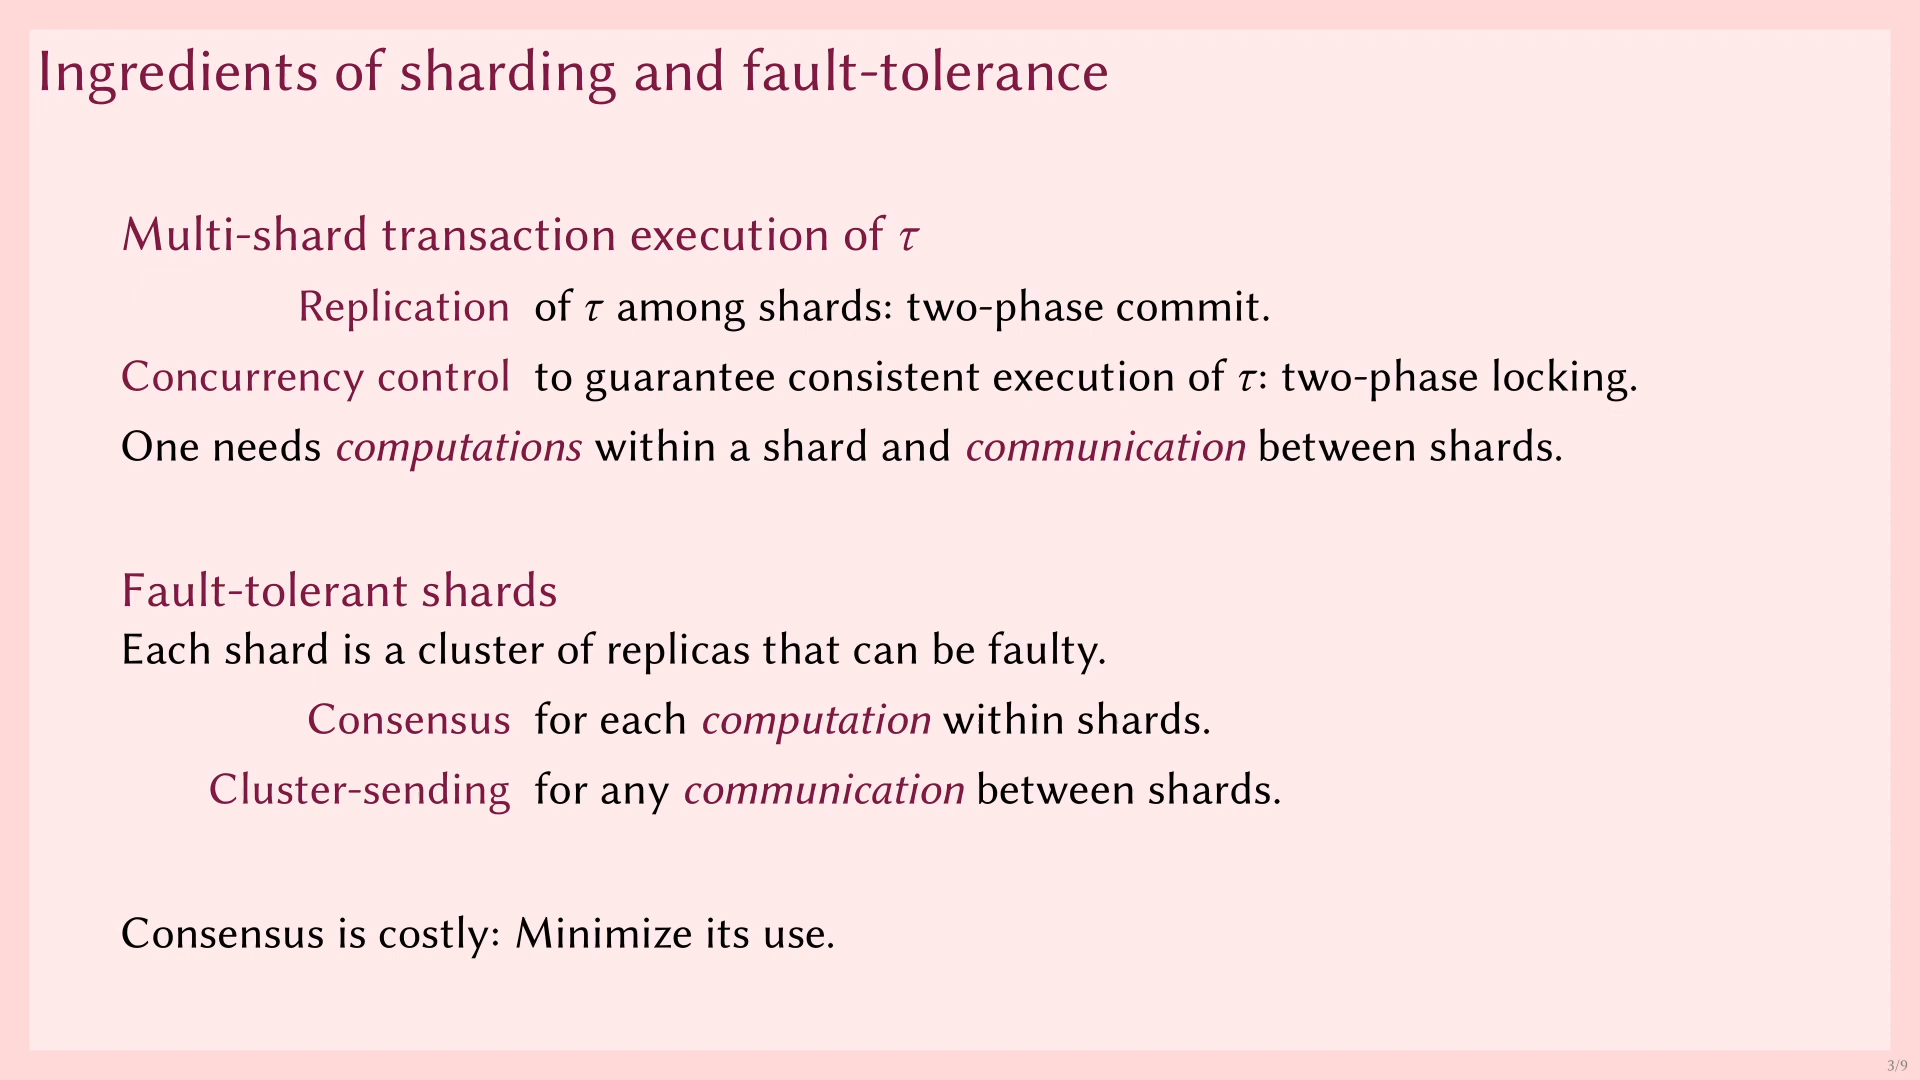 Ingredients of sharding and fault-tolerance
Multi-shard transaction execution of τ
Replication of τ among shards: two-phase commit.
Concurrency control to guarantee consistent execution of τ: two-phase locking.
One needs computations within a shard and communication between shards.
Fault-tolerant shards
Each shard is a cluster of replicas that can be faulty.
Consensus for each computation within shards.
Cluster-sending for any communication between shards.
Consensus is costly: Minimize its use.
3/9